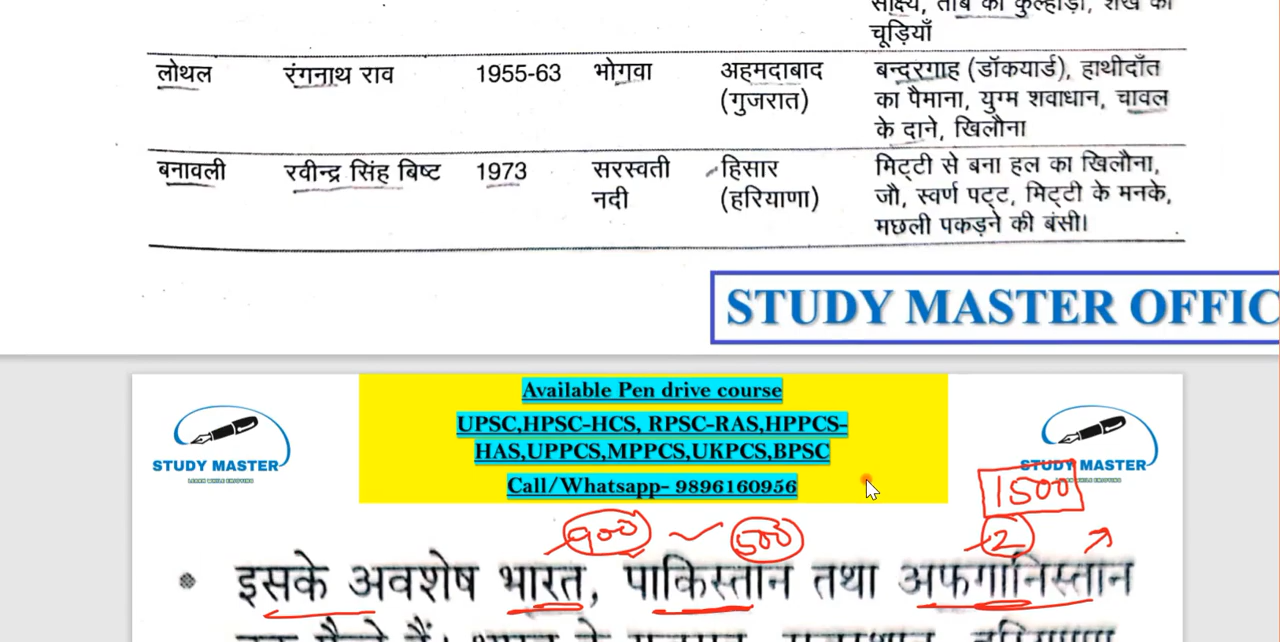 साक्ष्य, तांबे की कुल्हाड़ी, शंख की
चूड़ियाँ
लोथल रंगनाथ राव 1955-63 भोगवा अहमदाबाद बन्दरगाह (डॉकयार्ड), हाथीदाँत
(गुजरात) का पैमाना, युग्म शवाधान, चावल
के दाने, खिलौना
बनावली रवीन्द्र सिंह बिष्ट 1973 सरस्वती हिसार मिट्टी से बना हल का खिलौना,
नदी (हरियाणा) जौ, स्वर्ण पट्ट, मिट्टी के मनके,
मछली पकड़ने की बंसी।
STUDY MASTER OFFIC
Available Pen drive course
UPSC,HPSC-HCS, RPSC-RAS,HPPCS-
HAS,UPPCS,MPPCS,UKPCS,BPSC
Call/Whatsapp- 9896160956
STUDY MASTER
STUDY MASTER
1500
900 500 2
इसके अवशेष भारत, पाकिस्तान तथा अफगानिस्तान